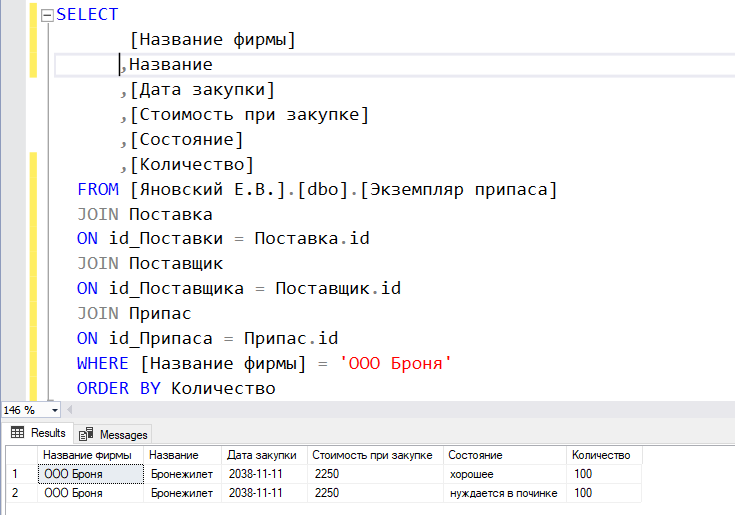 SELECT
[Название фирмы]
,Название
,[Дата закупки]
,[Стоимость при закупке]
,[Состояние]
,[Количество]
FROM [Яновский Е.В.].[dbo].[Экземпляр припаса]
JOIN Поставка
ON id_Поставки = Поставка.id
JOIN Поставщик
ON id_Поставщика = Поставщик.id
JOIN Припас
ON id_Припаса = Припас.id
WHERE [Название фирмы] = 'ООО Броня'
ORDER BY Количество
146 %
Results Messages
Название фирмы Название Дата закупки Стоимость при закупке Состояние Количество
1 ООО Броня Бронежилет 2038-11-11 2250 хорошее 100
2 ООО Броня Бронежилет 2038-11-11 2250 нуждается в починке 100